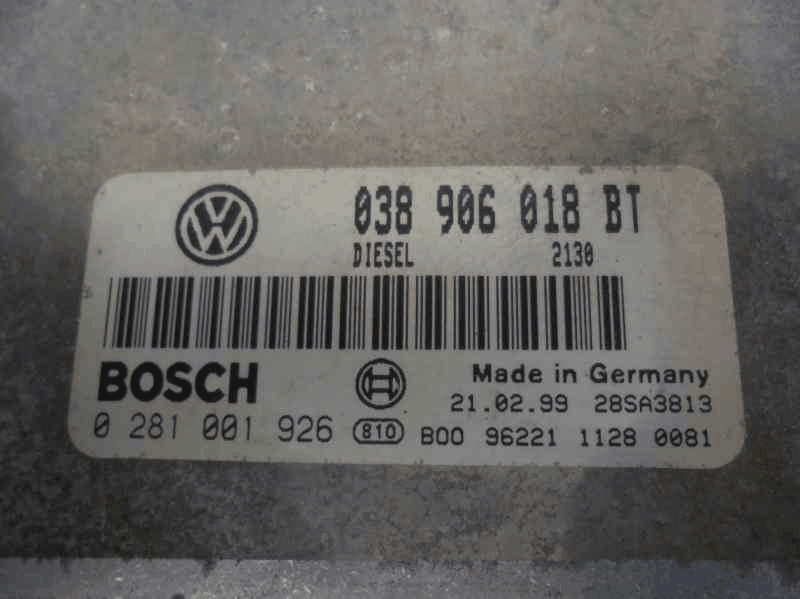 038 906 018 BT
DIESEL 2130
BOSCH
Made in Germany
21.02.99 28SA3813
0 281 001 926 810 B00 96221 1128 0081